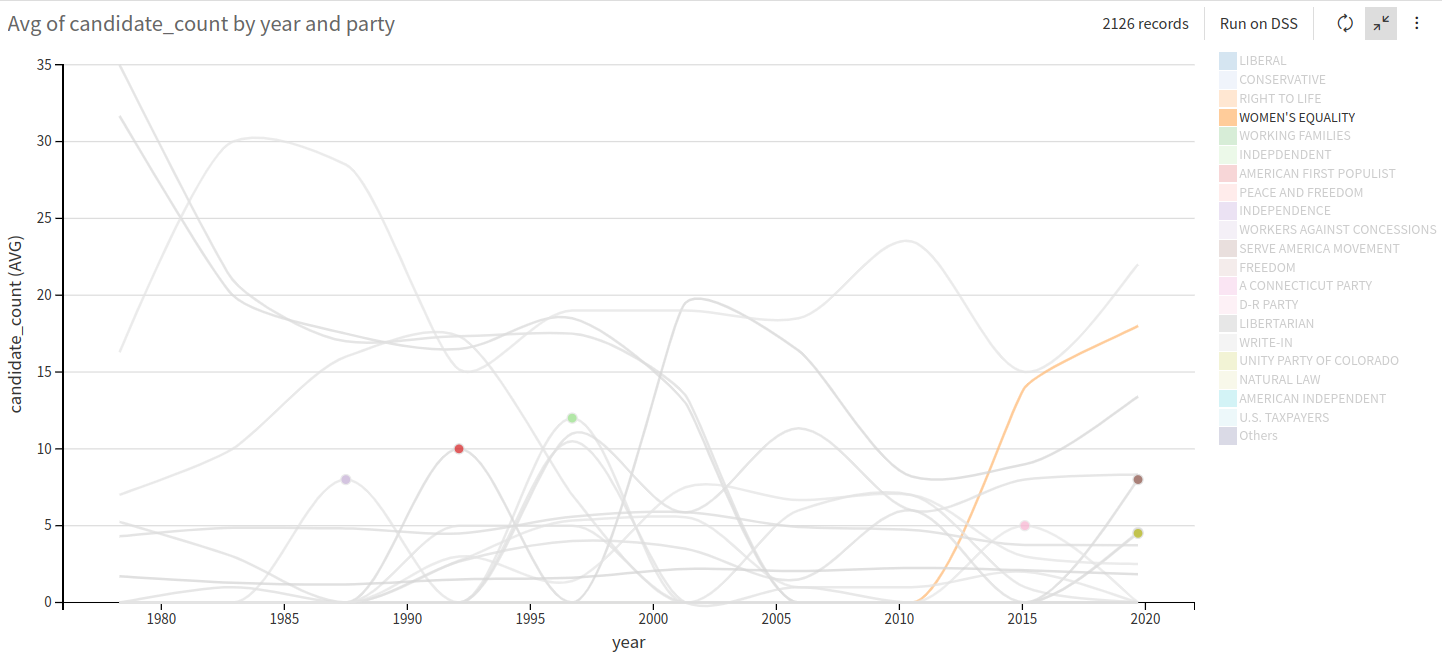 Avg of candidate_count by year and party
2126 records
Run on DSS
35
30
25
20
15
10
5
0
candidate_count (AVG)
1980
1985
1990
1995
2000
2005
2010
2015
2020
year
LIBERAL
CONSERVATIVE
RIGHT TO LIFE
WOMEN'S EQUALITY
WORKING FAMILIES
INDEPDENDENT
AMERICAN FIRST POPULIST
PEACE AND FREEDOM
INDEPENDENCE
WORKERS AGAINST CONCESSIONS
SERVE AMERICA MOVEMENT
FREEDOM
A CONNECTICUT PARTY
D-R PARTY
LIBERTARIAN
WRITE-IN
UNITY PARTY OF COLORADO
NATURAL LAW
AMERICAN INDEPENDENT
U.S. TAXPAYERS
Others